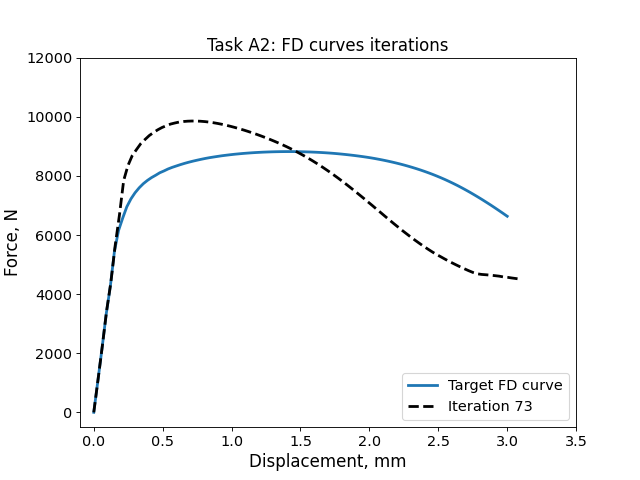 Task A2: FD curves iterations
12000
10000
8000
6000
4000
2000
0
Force, N
Target FD curve
Iteration 73
0.0 0.5 1.0 1.5 2.0 2.5 3.0 3.5
Displacement, mm